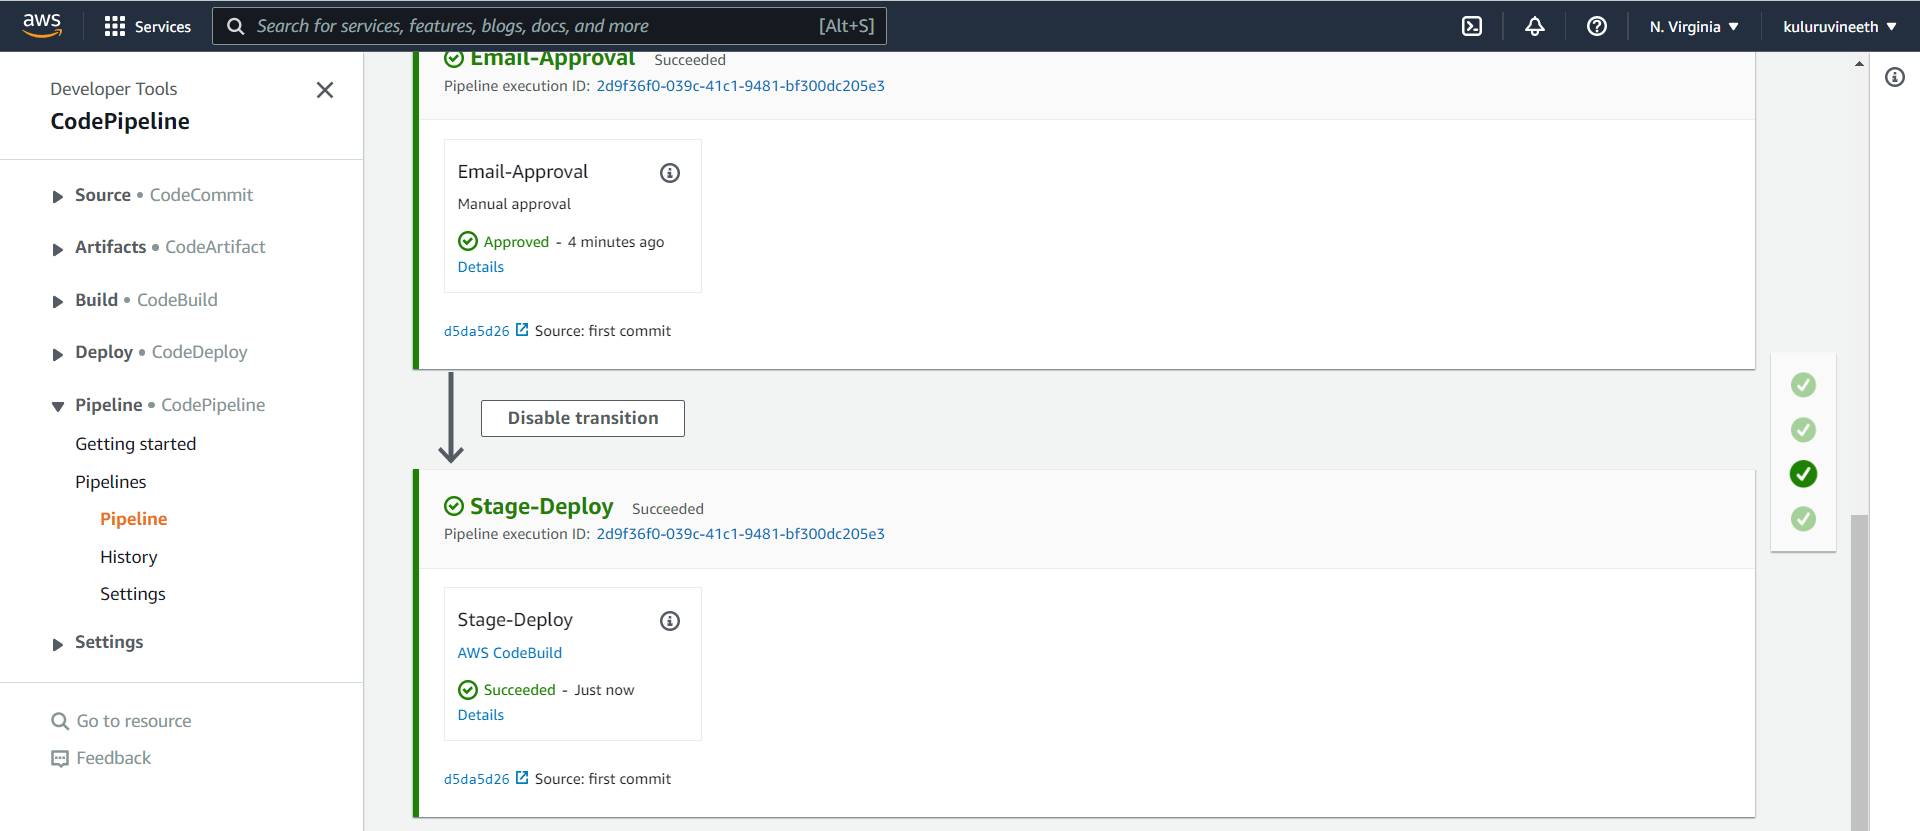 aws Services Search for services, features, blogs, docs, and more [Alt+S] N. Virginia kuluruvineeth
Developer Tools
CodePipeline
Source • CodeCommit
Artifacts • CodeArtifact
Build • CodeBuild
Deploy • CodeDeploy
Pipeline • CodePipeline
Getting started
Pipelines
Pipeline
History
Settings
Settings
Go to resource
Feedback
Email-Approval Succeeded
Pipeline execution ID: 2d9f36f0-039c-41c1-9481-bf300dc205e3
Email-Approval
Manual approval
Approved - 4 minutes ago
Details
d5da5d26 Source: first commit
Disable transition
Stage-Deploy Succeeded
Pipeline execution ID: 2d9f36f0-039c-41c1-9481-bf300dc205e3
Stage-Deploy
AWS CodeBuild
Succeeded - Just now
Details
d5da5d26 Source: first commit